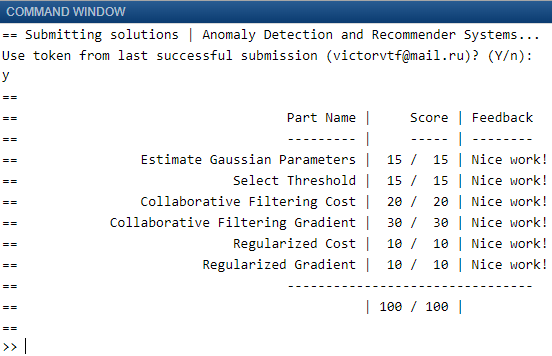 COMMAND WINDOW
== Submitting solutions | Anomaly Detection and Recommender Systems...
Use token from last successful submission (victorvtf@mail.ru)? (Y/n):
y
==
== Part Name | Score | Feedback
== --------- | ----- | --------
== Estimate Gaussian Parameters | 15 / 15 | Nice work!
== Select Threshold | 15 / 15 | Nice work!
== Collaborative Filtering Cost | 20 / 20 | Nice work!
== Collaborative Filtering Gradient | 30 / 30 | Nice work!
== Regularized Cost | 10 / 10 | Nice work!
== Regularized Gradient | 10 / 10 | Nice work!
== --------------------------------
== | 100 / 100 |
==
>> |